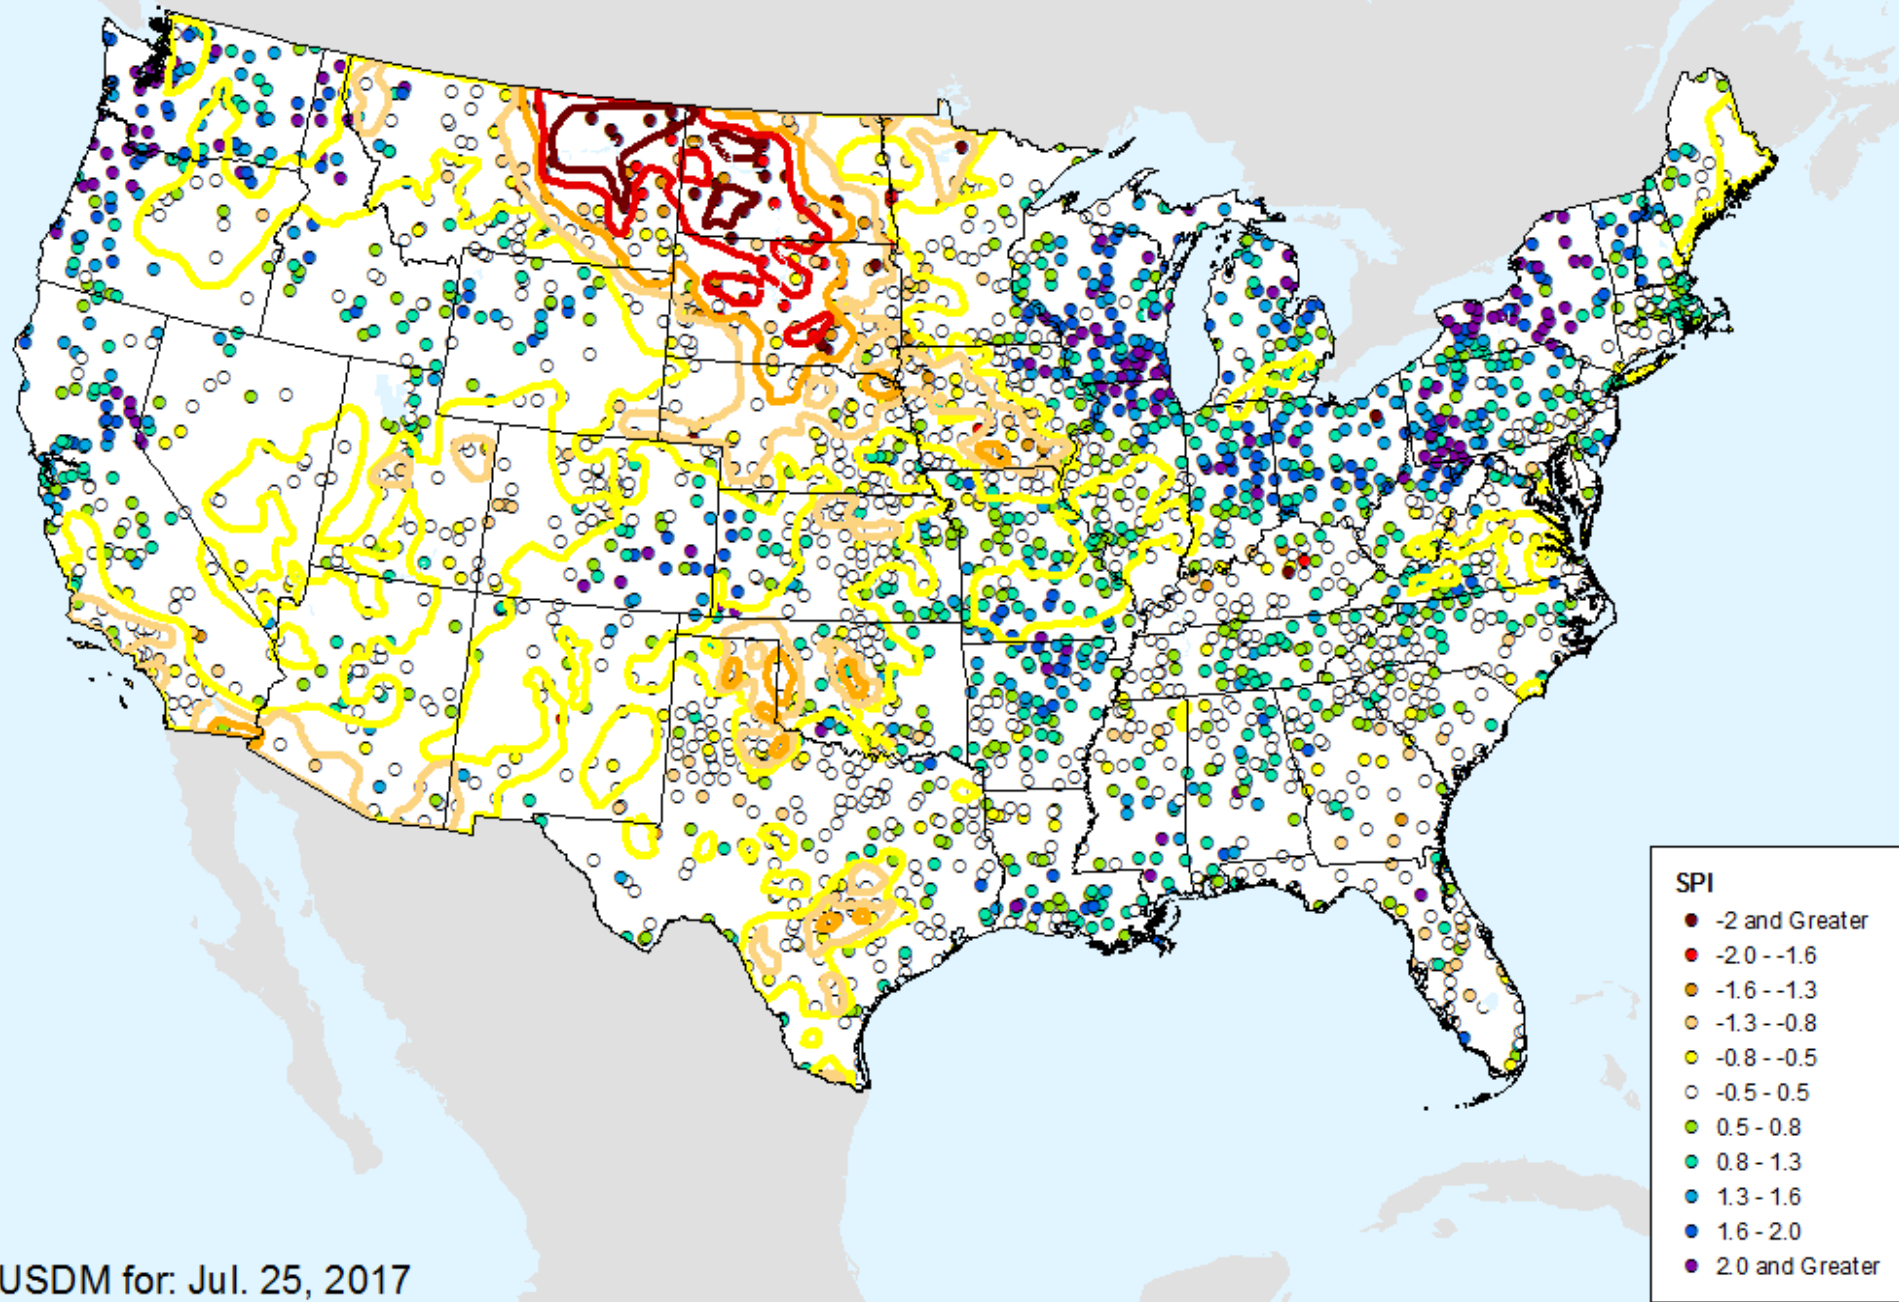 SPI
-2 and Greater
-2.0 - -1.6
-1.6 - -1.3
-1.3 - -0.8
-0.8 - -0.5
-0.5 - 0.5
0.5 - 0.8
0.8 - 1.3
1.3 - 1.6
1.6 - 2.0
2.0 and Greater
USDM for: Jul. 25, 2017